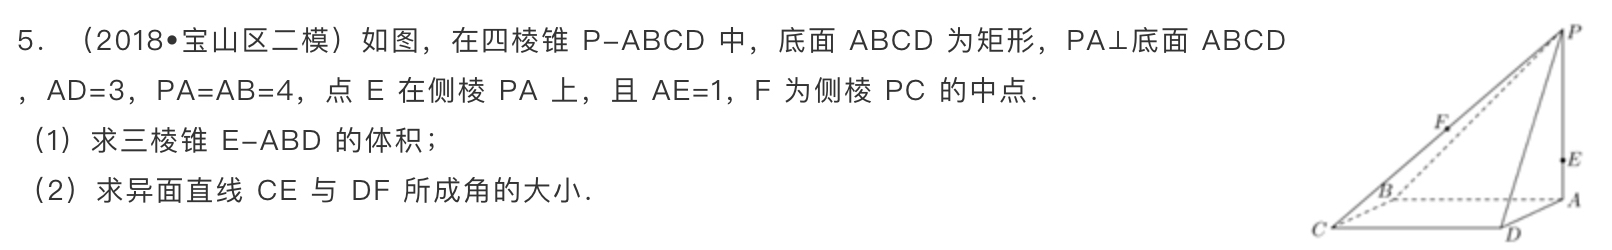 5. （2018•宝山区二模）如图，在四棱锥 P-ABCD 中，底面 ABCD 为矩形，PA⊥底面 ABCD
，AD=3，PA=AB=4，点 E 在侧棱 PA 上，且 AE=1，F 为侧棱 PC 的中点.
（1）求三棱锥 E-ABD 的体积；
（2）求异面直线 CE 与 DF 所成角的大小.
P
F
E
B
A
C
D